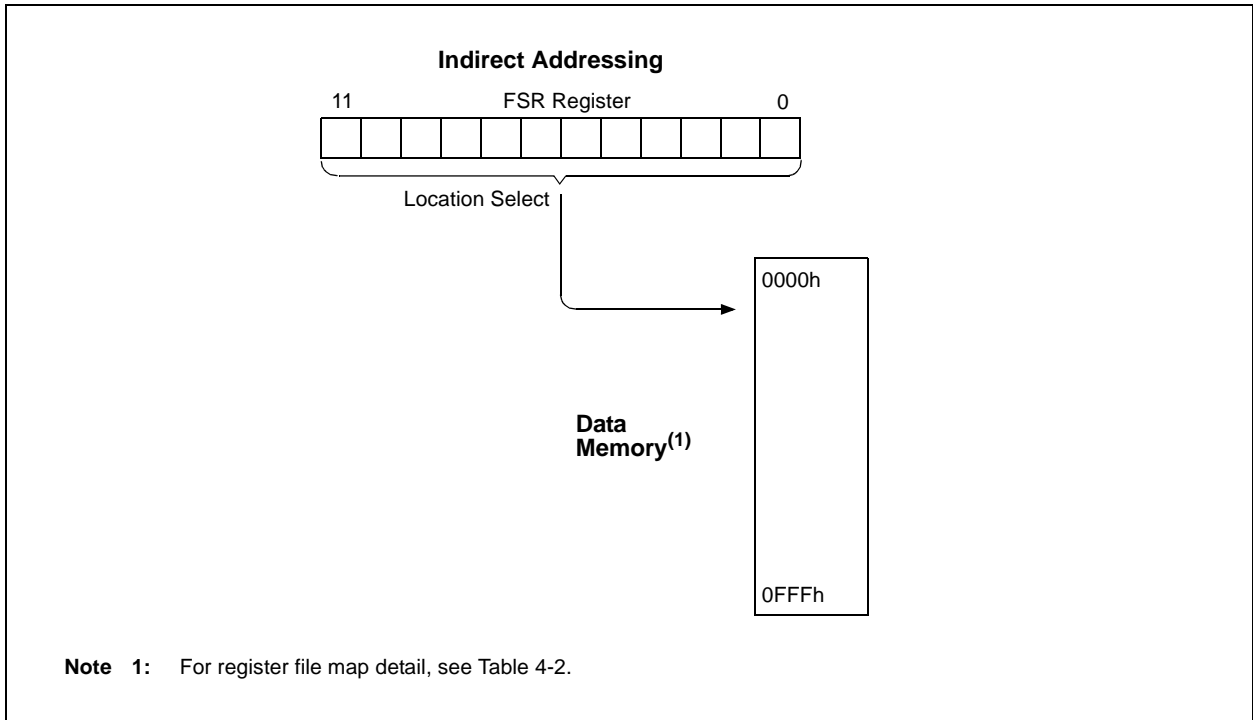 Indirect Addressing
11 FSR Register 0
Location Select
0000h
Data
Memory(1)
0FFFh
Note 1: For register file map detail, see Table 4-2.